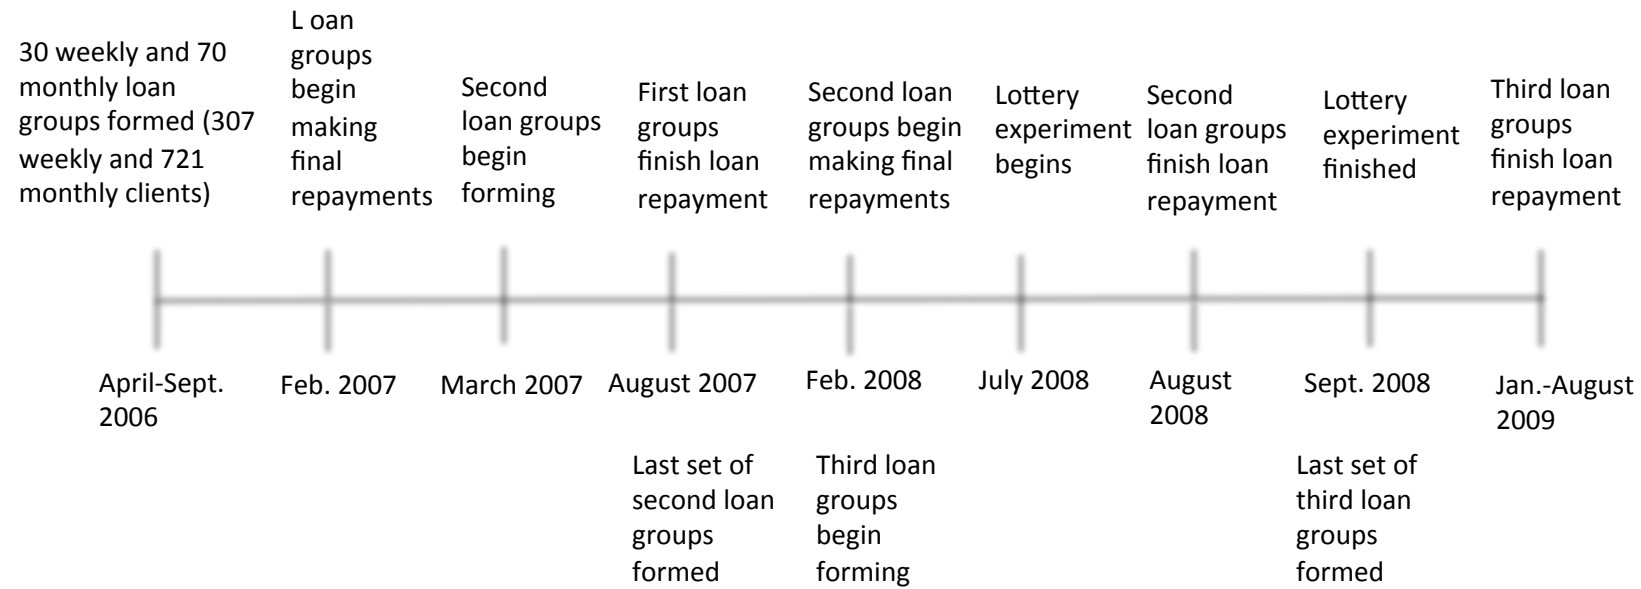 30 weekly and 70
monthly loan
groups formed (307
weekly and 721
monthly clients)
L oan
groups
begin
making
final
repayments
Second
loan groups
begin
forming
First loan
groups
finish loan
repayment
Second loan
groups begin
making final
repayments
Lottery
experiment
begins
Second
loan groups
finish loan
repayment
Lottery
experiment
finished
Third loan
groups
finish loan
repayment
April-Sept.
2006
Feb. 2007
March 2007
August 2007
Feb. 2008
July 2008
August
2008
Sept. 2008
Jan.-August
2009
Last set of
second loan
groups
formed
Third loan
groups
begin
forming
Last set of
third loan
groups
formed